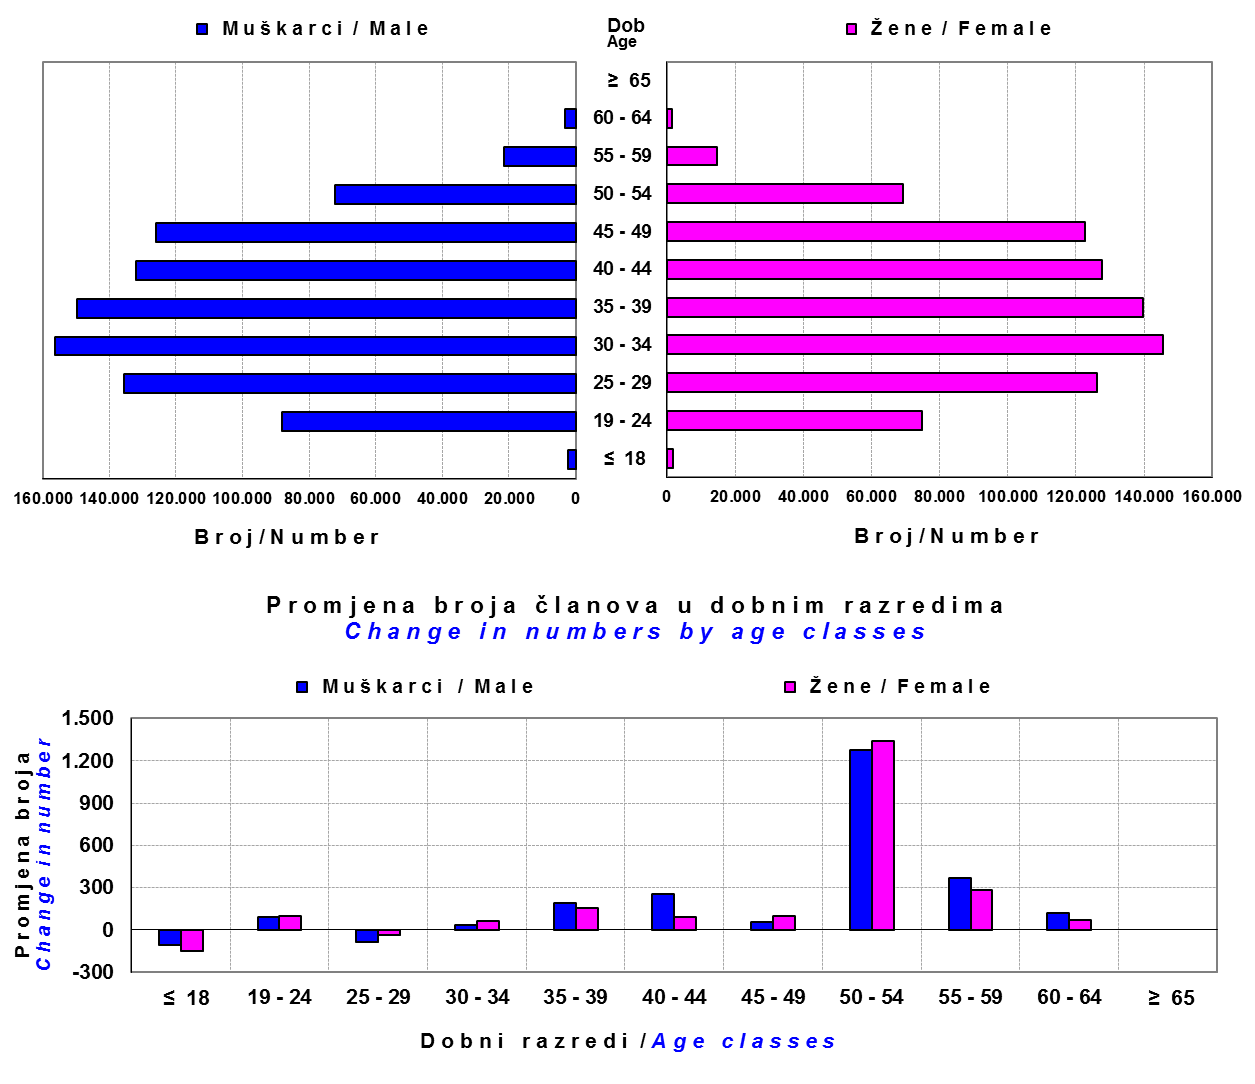 Muškarci / Male
Dob
Age
Žene / Female
≥ 65
60 - 64
55 - 59
50 - 54
45 - 49
40 - 44
35 - 39
30 - 34
25 - 29
19 - 24
≤ 18
160.000 140.000 120.000 100.000 80.000 60.000 40.000 20.000 0
0 20.000 40.000 60.000 80.000 100.000 120.000 140.000 160.000
Broj/Number
Broj/Number
Promjena broja članova u dobnim razredima
Change in numbers by age classes
Muškarci / Male
Žene / Female
Promjena broja
Change in number
1.500
1.200
900
600
300
0
-300
≤ 18 19 - 24 25 - 29 30 - 34 35 - 39 40 - 44 45 - 49 50 - 54 55 - 59 60 - 64 ≥ 65
Dobni razredi / Age classes